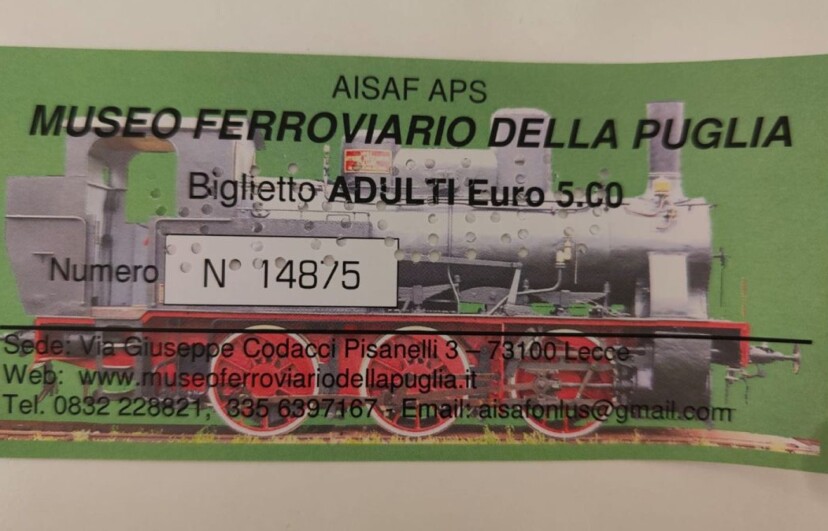 AISAF APS
MUSEO FERROVIARIO DELLA PUGLIA
Biglietto ADULTI Euro 5.00
Numero N° 14875
Sede: Via Giuseppe Codacci Pisanelli 3 – 73100 Lecce
Web: www.museoferroviariodellapuglia.it
Tel. 0832 228821, 335 6397167 - Email: aisafonlus@gmail.com